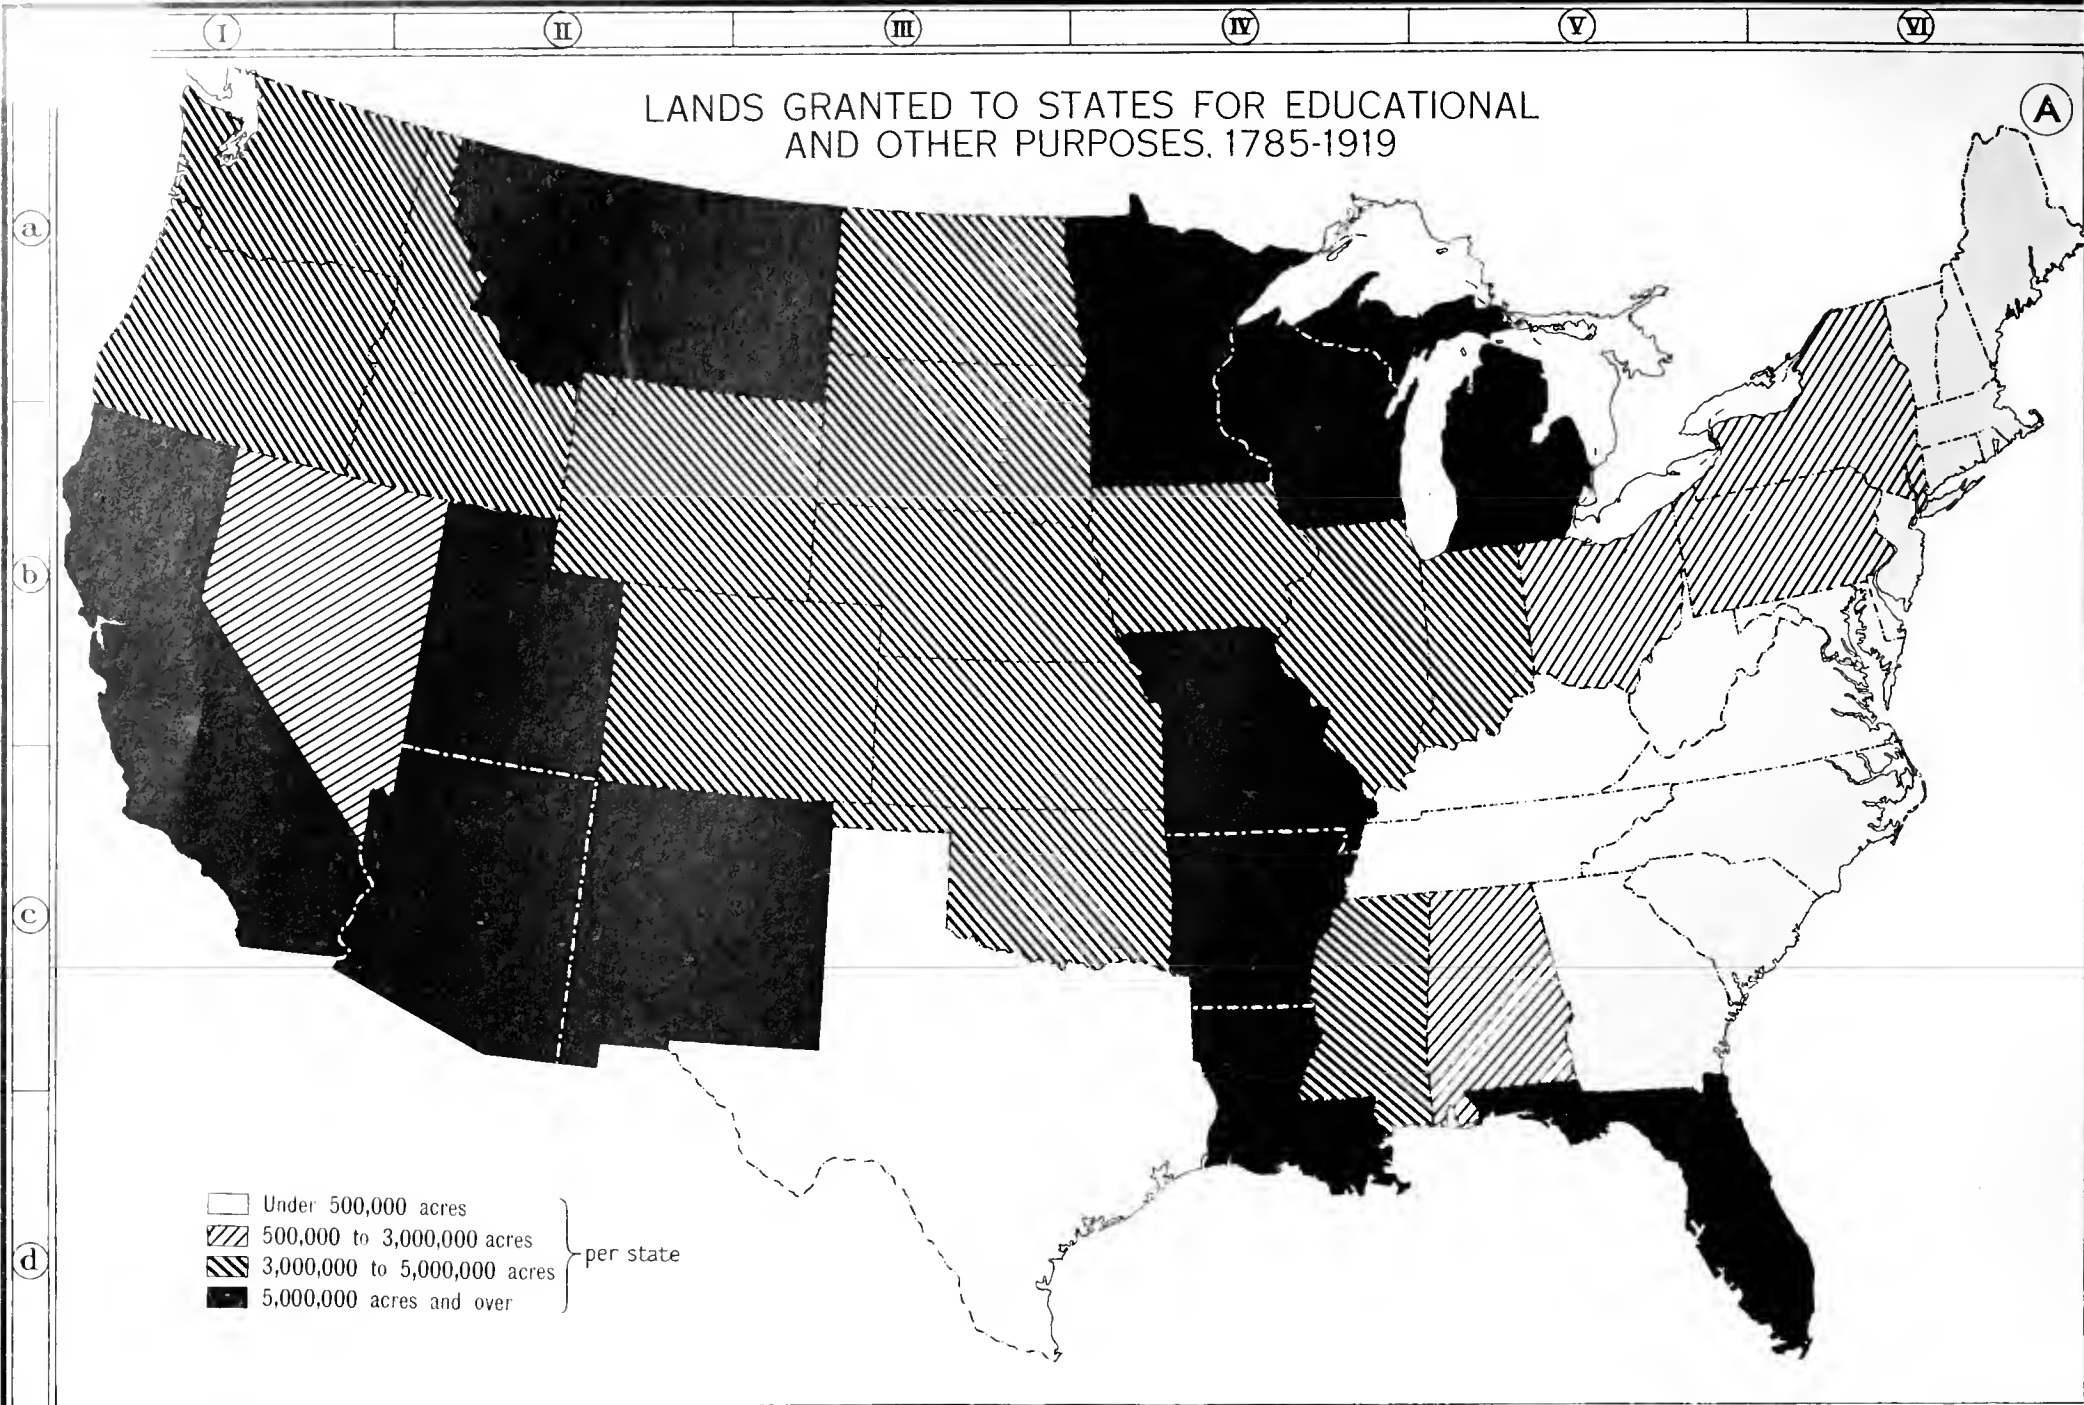 I II III IV V VI
LANDS GRANTED TO STATES FOR EDUCATIONAL
AND OTHER PURPOSES, 1785-1919
A
a
b
c
d
Under 500,000 acres
500,000 to 3,000,000 acres
3,000,000 to 5,000,000 acres
5,000,000 acres and over
per state